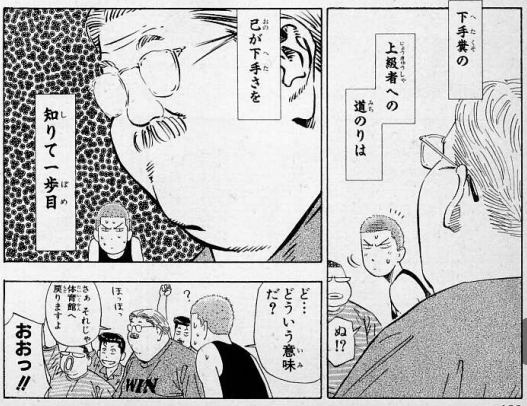 下手糞の
上級者への
道のりは
ぬ!?
己が下手さを
知りて一歩目
ど…
どういう意味
だ?
?
ほっほっ
WIN
さぁ それじゃ
体育館へ
戻りますよ
おおっ!!